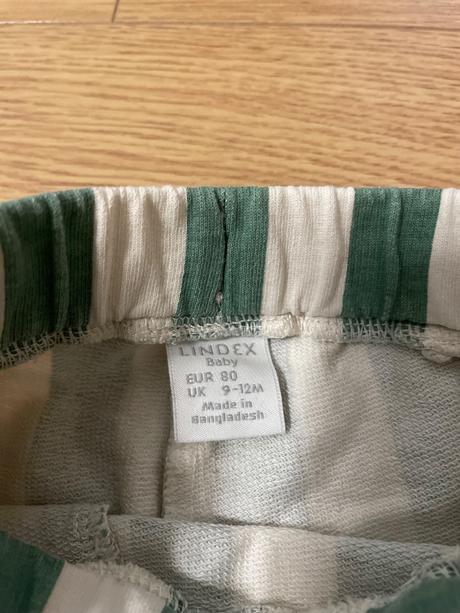 LINDEX
Baby
EUR 80
UK 9-12M
Made in
Bangladesh